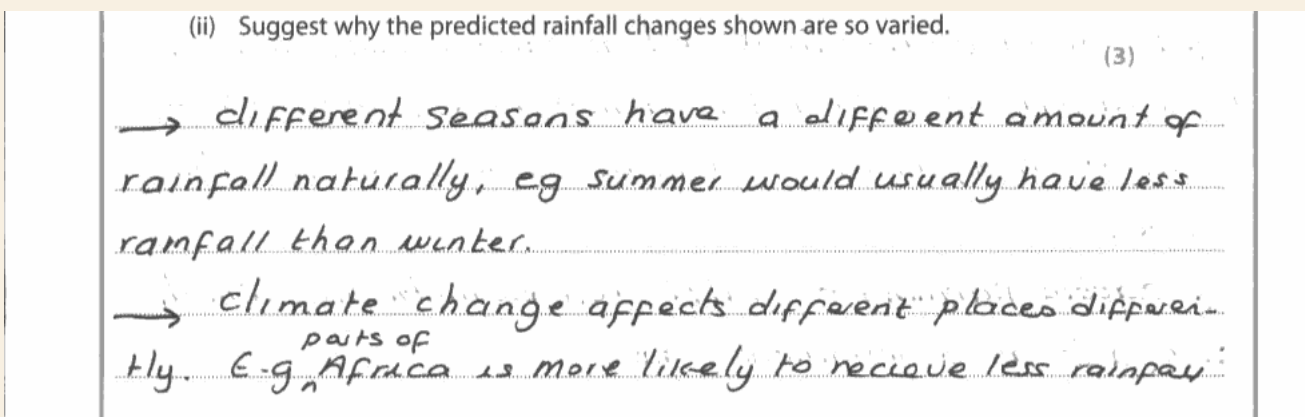 (ii) Suggest why the predicted rainfall changes shown are so varied.
(3)
→ different seasons have a different amount of
rainfall naturally, eg summer would usually have less
rainfall than winter.
→ climate change affects different places differen-
tly. E.g parts of Africa is more likely to recieve less rainfall